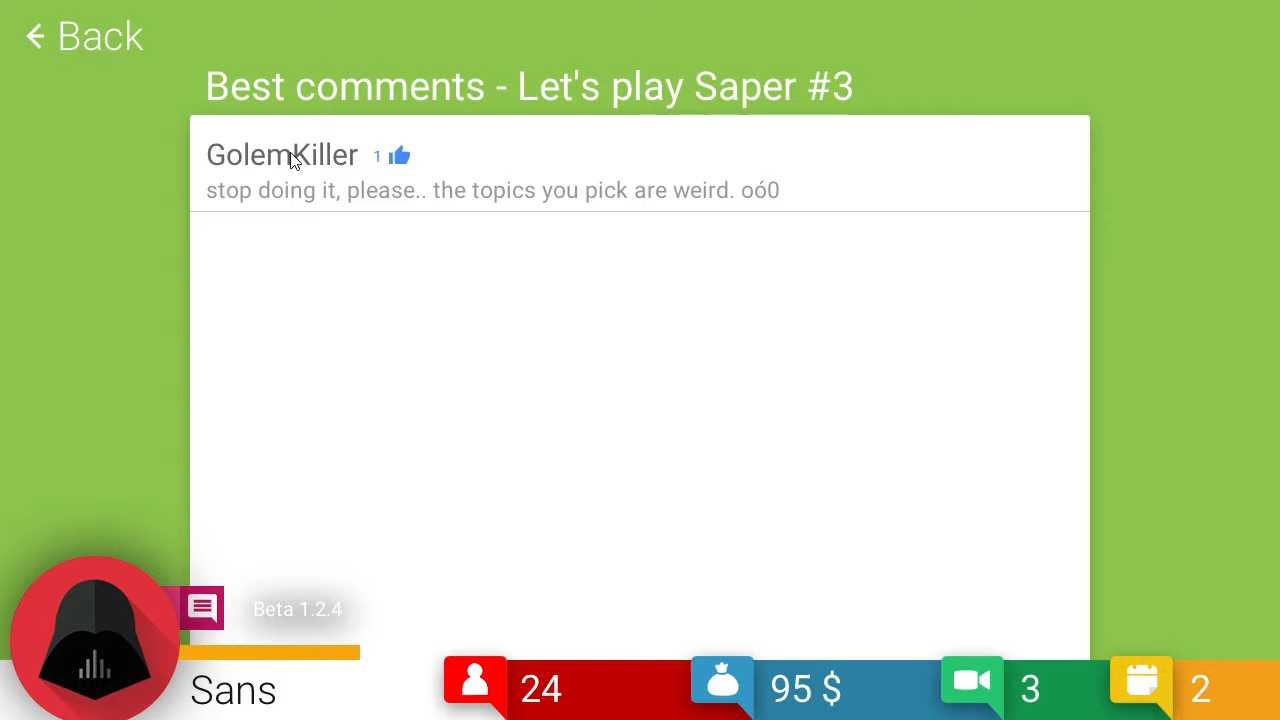 Back
Best comments - Let's play Saper #3
GolemKiller 1
stop doing it, please.. the topics you pick are weird. oó0
Beta 1.2.4
Sans
24
95 $
3
2